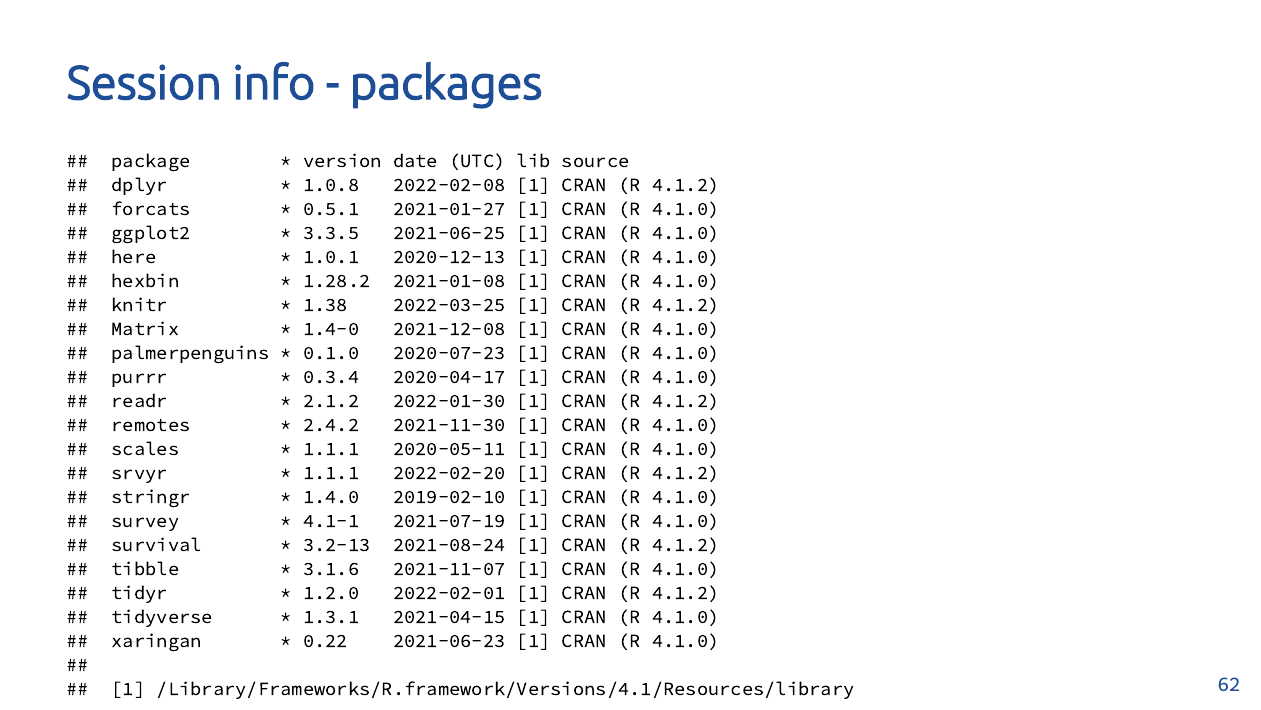 Session info - packages
##  package        * version date (UTC) lib source
##  dplyr          * 1.0.8   2022-02-08 [1] CRAN (R 4.1.2)
##  forcats        * 0.5.1   2021-01-27 [1] CRAN (R 4.1.0)
##  ggplot2        * 3.3.5   2021-06-25 [1] CRAN (R 4.1.0)
##  here           * 1.0.1   2020-12-13 [1] CRAN (R 4.1.0)
##  hexbin         * 1.28.2  2021-01-08 [1] CRAN (R 4.1.0)
##  knitr          * 1.38    2022-03-25 [1] CRAN (R 4.1.2)
##  Matrix         * 1.4-0   2021-12-08 [1] CRAN (R 4.1.0)
##  palmerpenguins * 0.1.0   2020-07-23 [1] CRAN (R 4.1.0)
##  purrr          * 0.3.4   2020-04-17 [1] CRAN (R 4.1.0)
##  readr          * 2.1.2   2022-01-30 [1] CRAN (R 4.1.2)
##  remotes        * 2.4.2   2021-11-30 [1] CRAN (R 4.1.0)
##  scales         * 1.1.1   2020-05-11 [1] CRAN (R 4.1.0)
##  srvyr          * 1.1.1   2022-02-20 [1] CRAN (R 4.1.2)
##  stringr        * 1.4.0   2019-02-10 [1] CRAN (R 4.1.0)
##  survey         * 4.1-1   2021-07-19 [1] CRAN (R 4.1.0)
##  survival       * 3.2-13  2021-08-24 [1] CRAN (R 4.1.2)
##  tibble         * 3.1.6   2021-11-07 [1] CRAN (R 4.1.0)
##  tidyr          * 1.2.0   2022-02-01 [1] CRAN (R 4.1.2)
##  tidyverse      * 1.3.1   2021-04-15 [1] CRAN (R 4.1.0)
##  xaringan       * 0.22    2021-06-23 [1] CRAN (R 4.1.0)
##
##  [1] /Library/Frameworks/R.framework/Versions/4.1/Resources/library
62